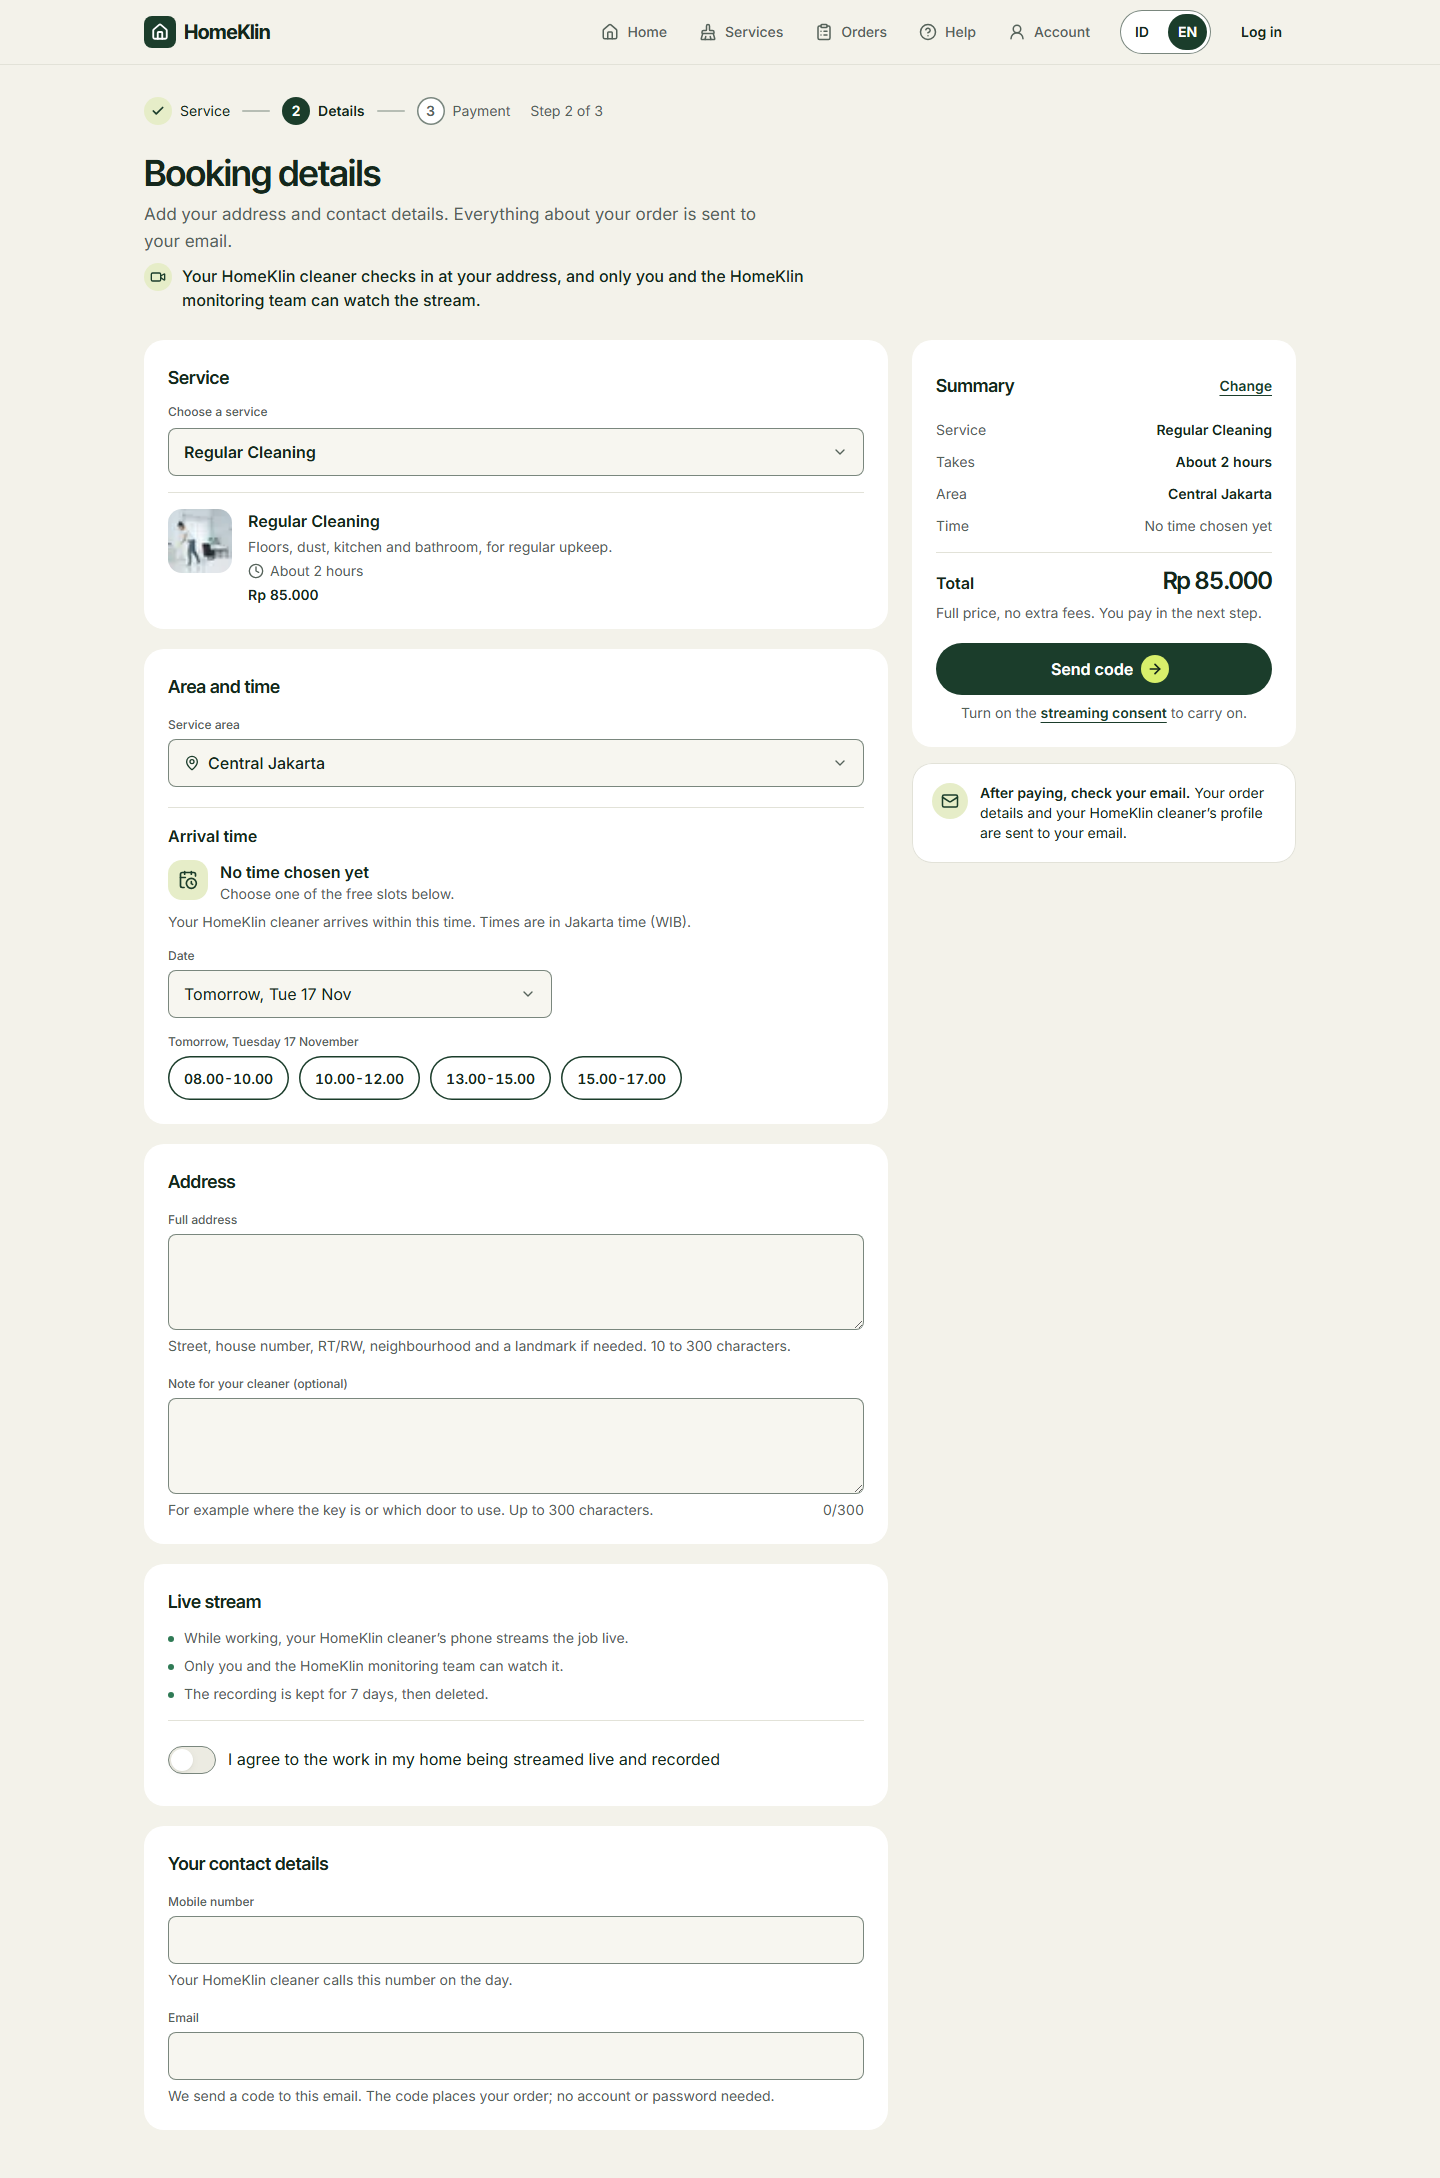 HomeKlin
Home
Services
Orders
Help
Account
ID
EN
Log in
Service
2
Details
3
Payment
Step 2 of 3
Booking details
Add your address and contact details. Everything about your order is sent to
your email.
Your HomeKlin cleaner checks in at your address, and only you and the HomeKlin
monitoring team can watch the stream.
Service
Choose a service
Regular Cleaning
Regular Cleaning
Floors, dust, kitchen and bathroom, for regular upkeep.
About 2 hours
Rp 85.000
Area and time
Service area
Central Jakarta
Arrival time
No time chosen yet
Choose one of the free slots below.
Your HomeKlin cleaner arrives within this time. Times are in Jakarta time (WIB).
Date
Tomorrow, Tue 17 Nov
Tomorrow, Tuesday 17 November
08.00-10.00
10.00-12.00
13.00-15.00
15.00-17.00
Address
Full address
Street, house number, RT/RW, neighbourhood and a landmark if needed. 10 to 300 characters.
Note for your cleaner (optional)
For example where the key is or which door to use. Up to 300 characters.
0/300
Live stream
While working, your HomeKlin cleaner’s phone streams the job live.
Only you and the HomeKlin monitoring team can watch it.
The recording is kept for 7 days, then deleted.
I agree to the work in my home being streamed live and recorded
Your contact details
Mobile number
Your HomeKlin cleaner calls this number on the day.
Email
We send a code to this email. The code places your order; no account or password needed.
Summary
Change
Service
Regular Cleaning
Takes
About 2 hours
Area
Central Jakarta
Time
No time chosen yet
Total
Rp 85.000
Full price, no extra fees. You pay in the next step.
Send code
Turn on the streaming consent to carry on.
After paying, check your email. Your order
details and your HomeKlin cleaner’s profile
are sent to your email.